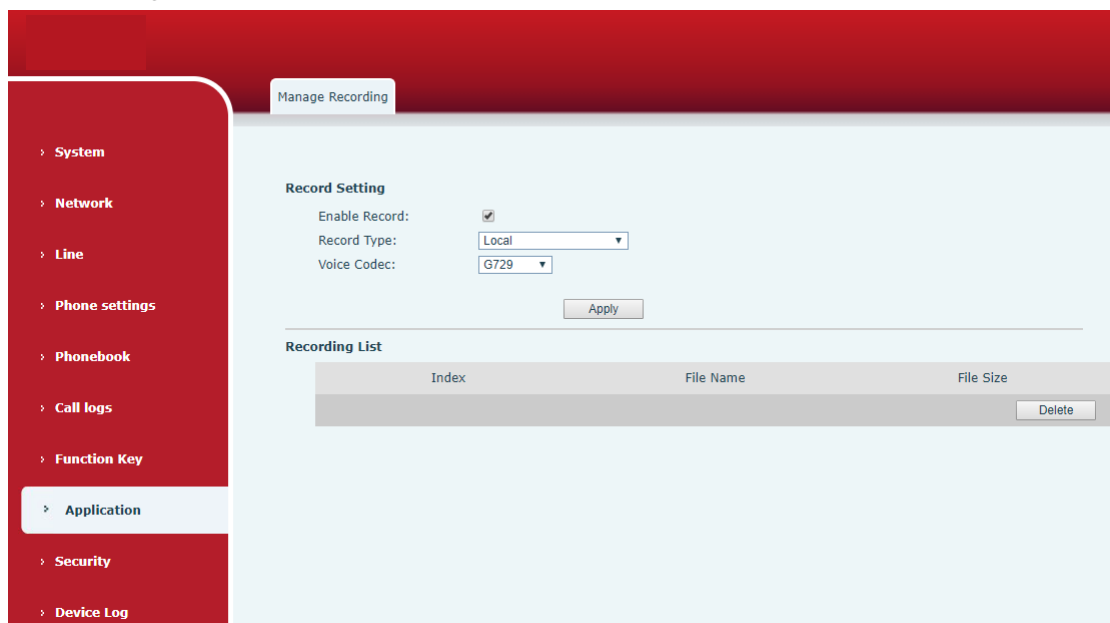 Manage Recording
System
Network
Line
Phone settings
Phonebook
Call logs
Function Key
Application
Security
Device Log
Record Setting
Enable Record:
Record Type: Local
Voice Codec: G729
Apply
Recording List
Index File Name File Size
Delete